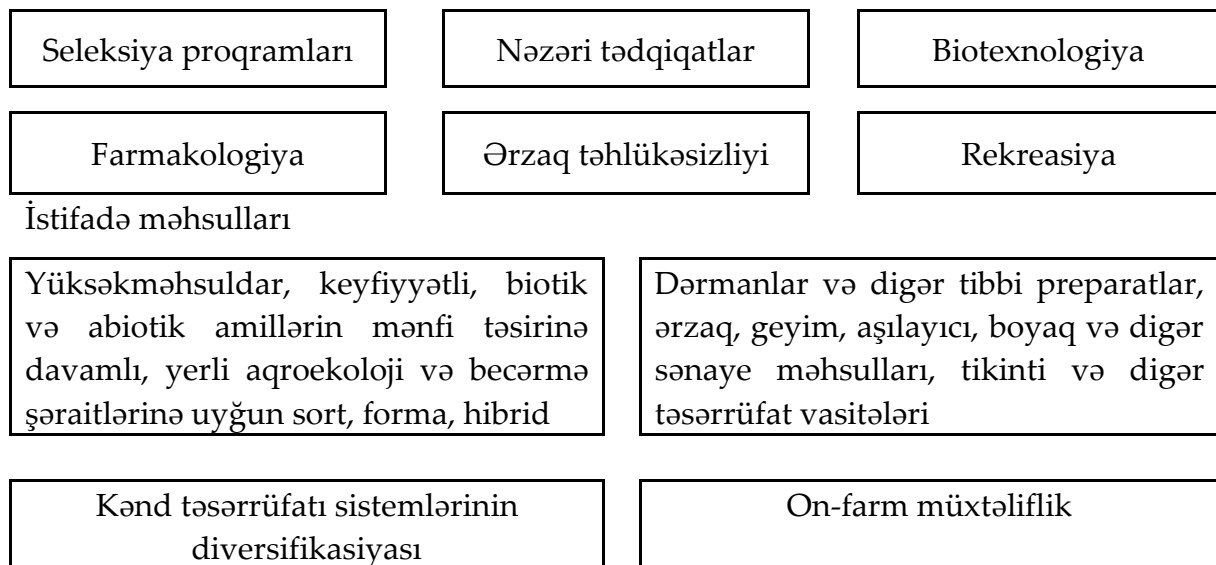 Seleksiya proqramları
Nəzəri tədqiqatlar
Biotexnologiya
Farmakologiya
Ərzaq təhlükəsizliyi
Rekreasiya
İstifadə məhsulları
Yüksəkməhsuldar, keyfiyyətli, biotik
və abiotik amillərin mənfi təsirinə
davamlı, yerli aqroekoloji və becərmə
şəraitlərinə uyğun sort, forma, hibrid
Dərmanlar və digər tibbi preparatlar,
ərzaq, geyim, aşılayıcı, boyaq və digər
sənaye məhsulları, tikinti və digər
təsərrüfat vasitələri
Kənd təsərrüfatı sistemlərinin
diversifikasiyası
On-farm müxtəliflik